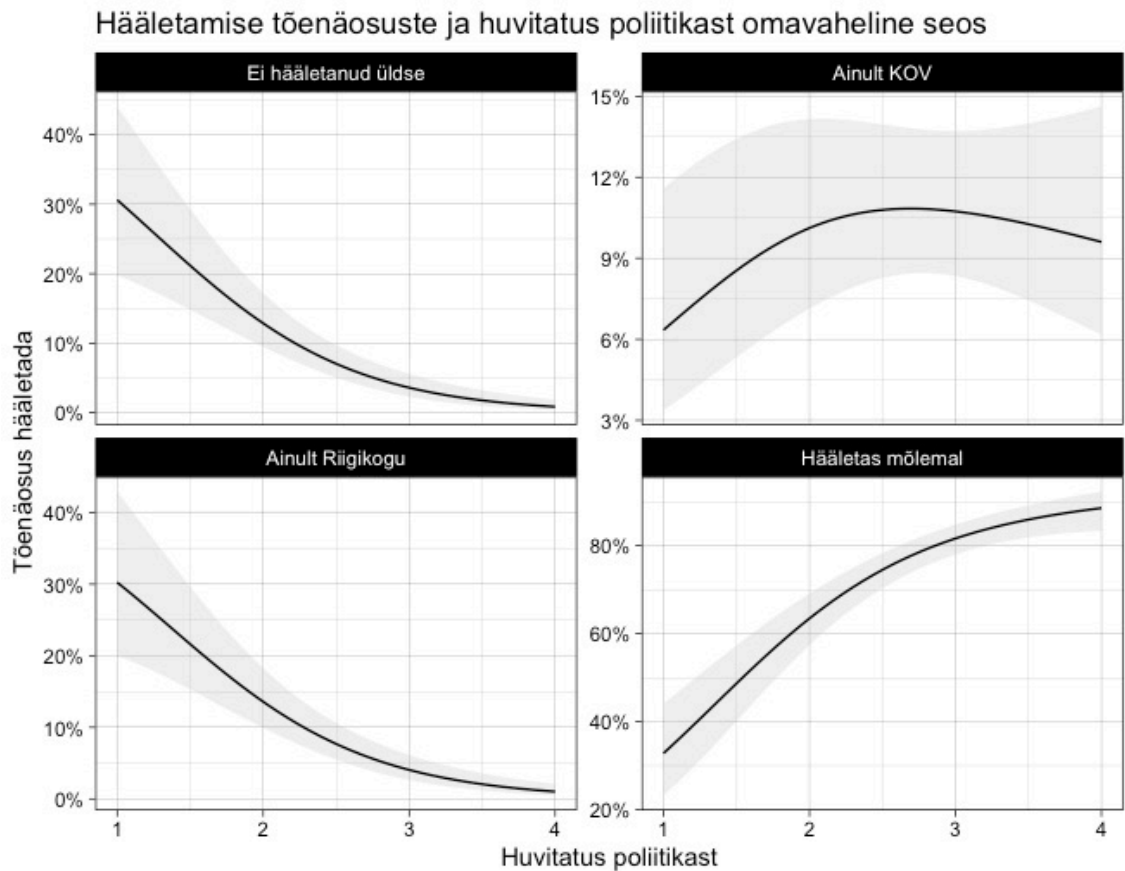 Hääletamise tõenäosuste ja huvitatus poliitikast omavaheline seos
Ei hääletanud üldse
Ainult KOV
40%
30%
20%
10%
0%
15%
12%
9%
6%
3%
Ainult Riigikogu
Hääletas mõlemal
40%
30%
20%
10%
0%
80%
60%
40%
20%
1 2 3 4
1 2 3 4
Tõenäosus hääletada
Huvitatus poliitikast